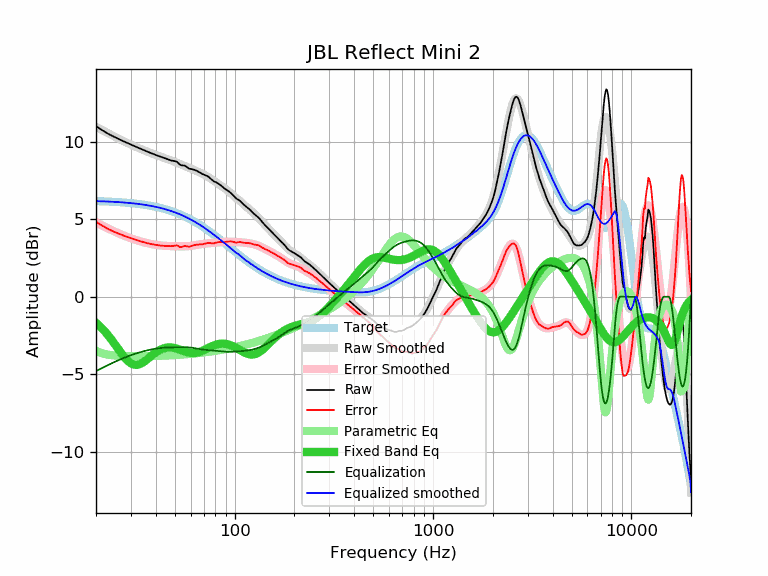 JBL Reflect Mini 2
Amplitude (dBr)
10
5
0
−5
−10
Target
Raw Smoothed
Error Smoothed
Raw
Error
Parametric Eq
Fixed Band Eq
Equalization
Equalized smoothed
100
1000
10000
Frequency (Hz)